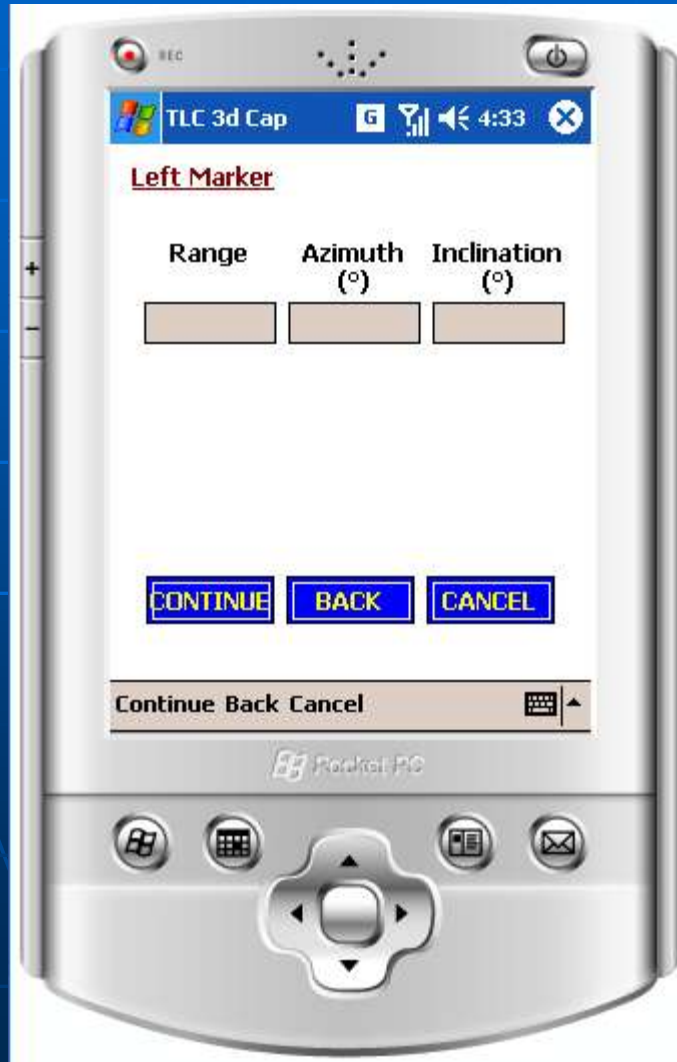 REC
TLC 3d Cap G 4:33
Left Marker
Range Azimuth (°) Inclination (°)
CONTINUE BACK CANCEL
Continue Back Cancel
Pocket PC
+
−